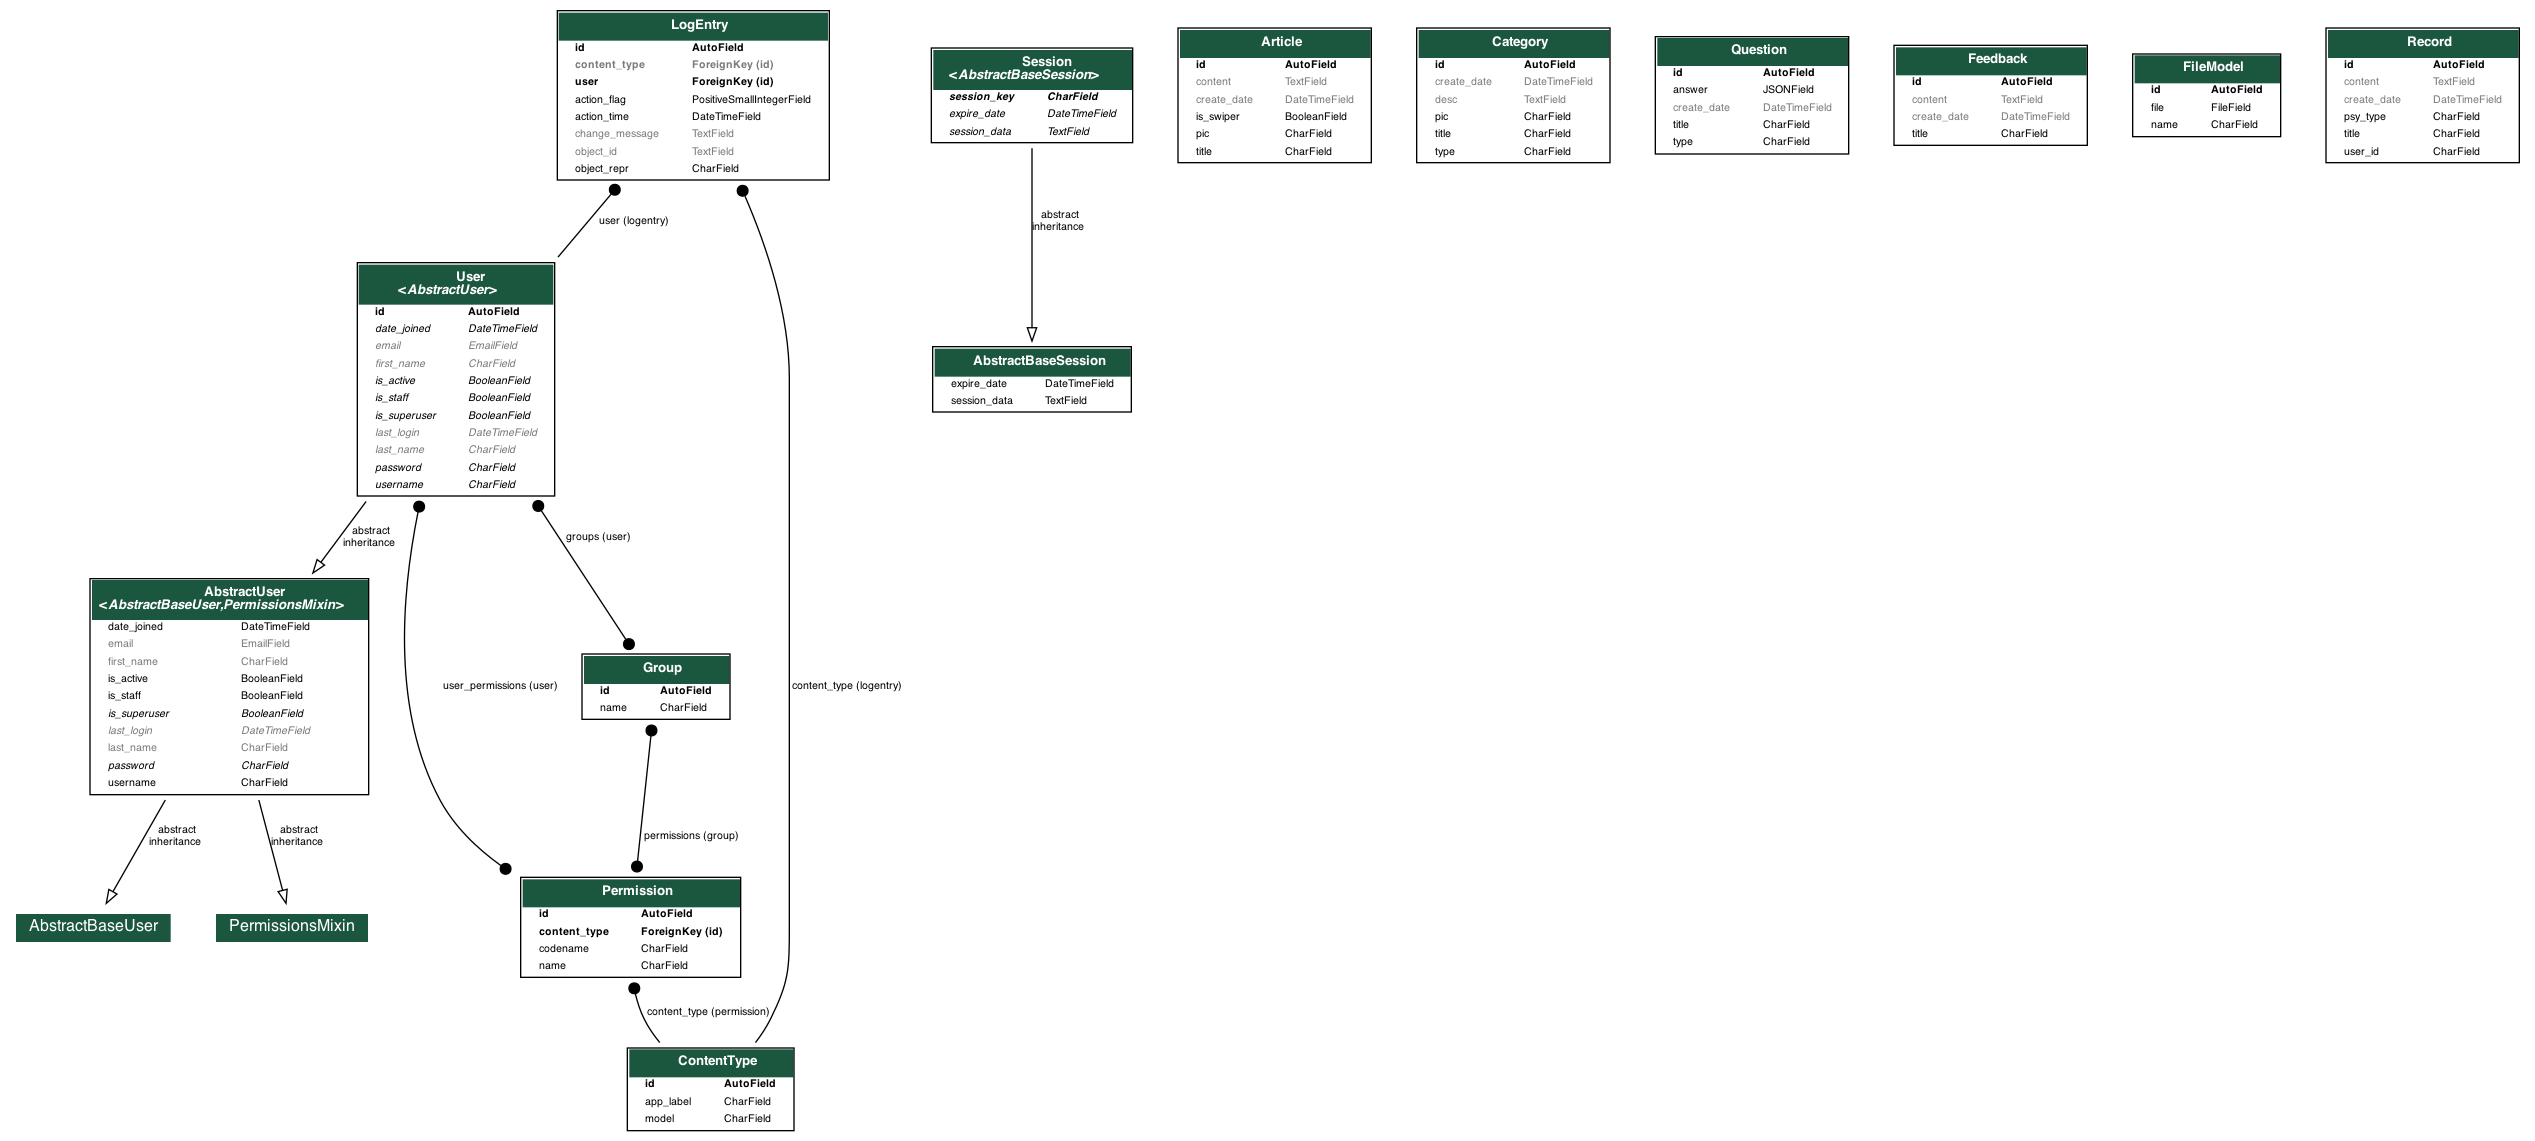 LogEntry
id AutoField
content_type ForeignKey (id)
user ForeignKey (id)
action_flag PositiveSmallIntegerField
action_time DateTimeField
change_message TextField
object_id TextField
object_repr CharField
Session
<AbstractBaseSession>
session_key CharField
expire_date DateTimeField
session_data TextField
Article
id AutoField
content TextField
create_date DateTimeField
is_swiper BooleanField
pic CharField
title CharField
Category
id AutoField
create_date DateTimeField
desc TextField
pic CharField
title CharField
type CharField
Question
id AutoField
answer JSONField
create_date DateTimeField
title CharField
type CharField
Feedback
id AutoField
content TextField
create_date DateTimeField
title CharField
FileModel
id AutoField
file FileField
name CharField
Record
id AutoField
content TextField
create_date DateTimeField
psy_type CharField
title CharField
user_id CharField
user (logentry)
abstract
inheritance
User
<AbstractUser>
id AutoField
date_joined DateTimeField
email EmailField
first_name CharField
is_active BooleanField
is_staff BooleanField
is_superuser BooleanField
last_login DateTimeField
last_name CharField
password CharField
username CharField
AbstractBaseSession
expire_date DateTimeField
session_data TextField
abstract
inheritance
groups (user)
AbstractUser
<AbstractBaseUser,PermissionsMixin>
date_joined DateTimeField
email EmailField
first_name CharField
is_active BooleanField
is_staff BooleanField
is_superuser BooleanField
last_login DateTimeField
last_name CharField
password CharField
username CharField
user_permissions (user)
Group
id AutoField
name CharField
content_type (logentry)
abstract
inheritance
abstract
inheritance
permissions (group)
AbstractBaseUser
PermissionsMixin
Permission
id AutoField
content_type ForeignKey (id)
codename CharField
name CharField
content_type (permission)
ContentType
id AutoField
app_label CharField
model CharField